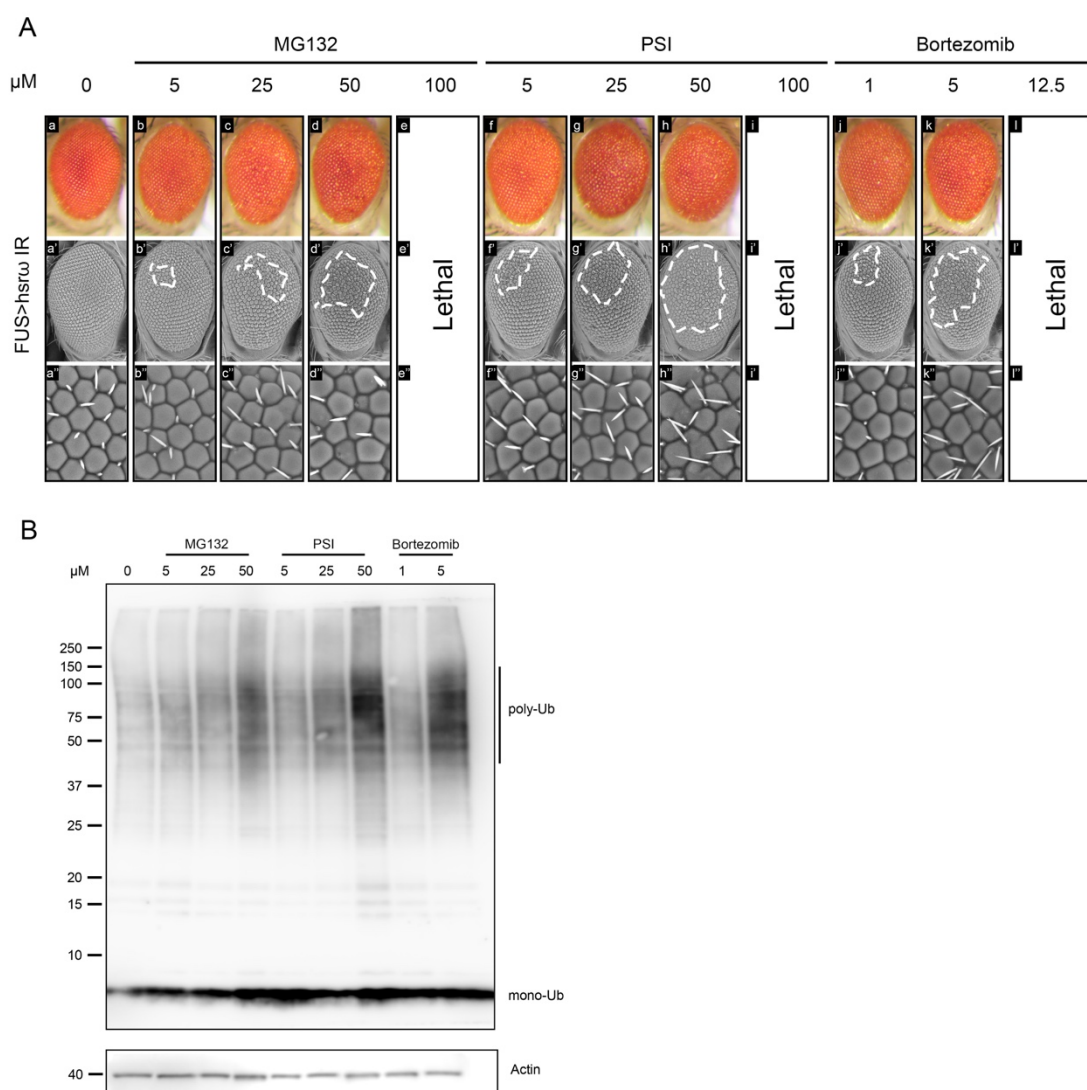 A
MG132 PSI Bortezomib
µM 0 5 25 50 100 5 25 50 100 1 5 12.5
FUS>hsrω IR
a b c d e f g h i j k l
a' b' c' d' e' f' g' h' i' j' k' l'
Lethal Lethal Lethal
a'' b'' c'' d'' e'' f'' g'' h'' i' j'' k'' l''
B
MG132 PSI Bortezomib
µM 0 5 25 50 5 25 50 1 5
250
150
100
75
50
37
25
20
15
10
poly-Ub
mono-Ub
40 Actin